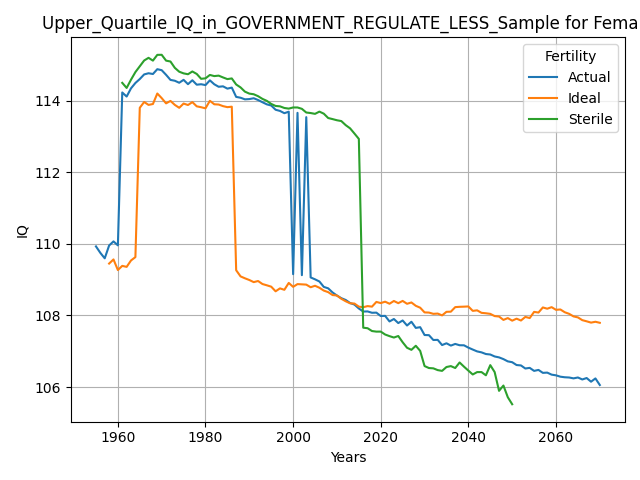 Upper_Quartile_IQ_in_GOVERNMENT_REGULATE_LESS_Sample for Fema
Fertility
Actual
Ideal
Sterile
IQ
114
112
110
108
106
1960
1980
2000
2020
2040
2060
Years